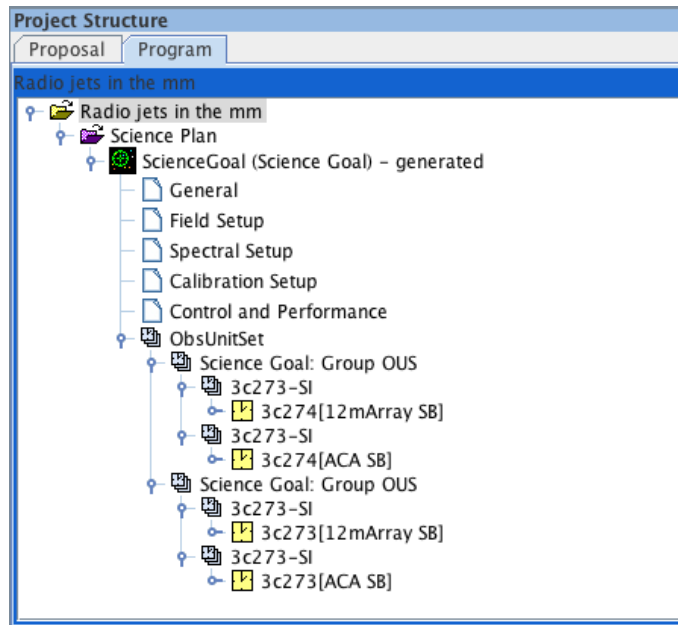 Project Structure
Proposal Program
Radio jets in the mm
Radio jets in the mm
Science Plan
ScienceGoal (Science Goal) – generated
General
Field Setup
Spectral Setup
Calibration Setup
Control and Performance
ObsUnitSet
Science Goal: Group OUS
3c273-SI
3c274[12mArray SB]
3c273-SI
3c274[ACA SB]
Science Goal: Group OUS
3c273-SI
3c273[12mArray SB]
3c273-SI
3c273[ACA SB]